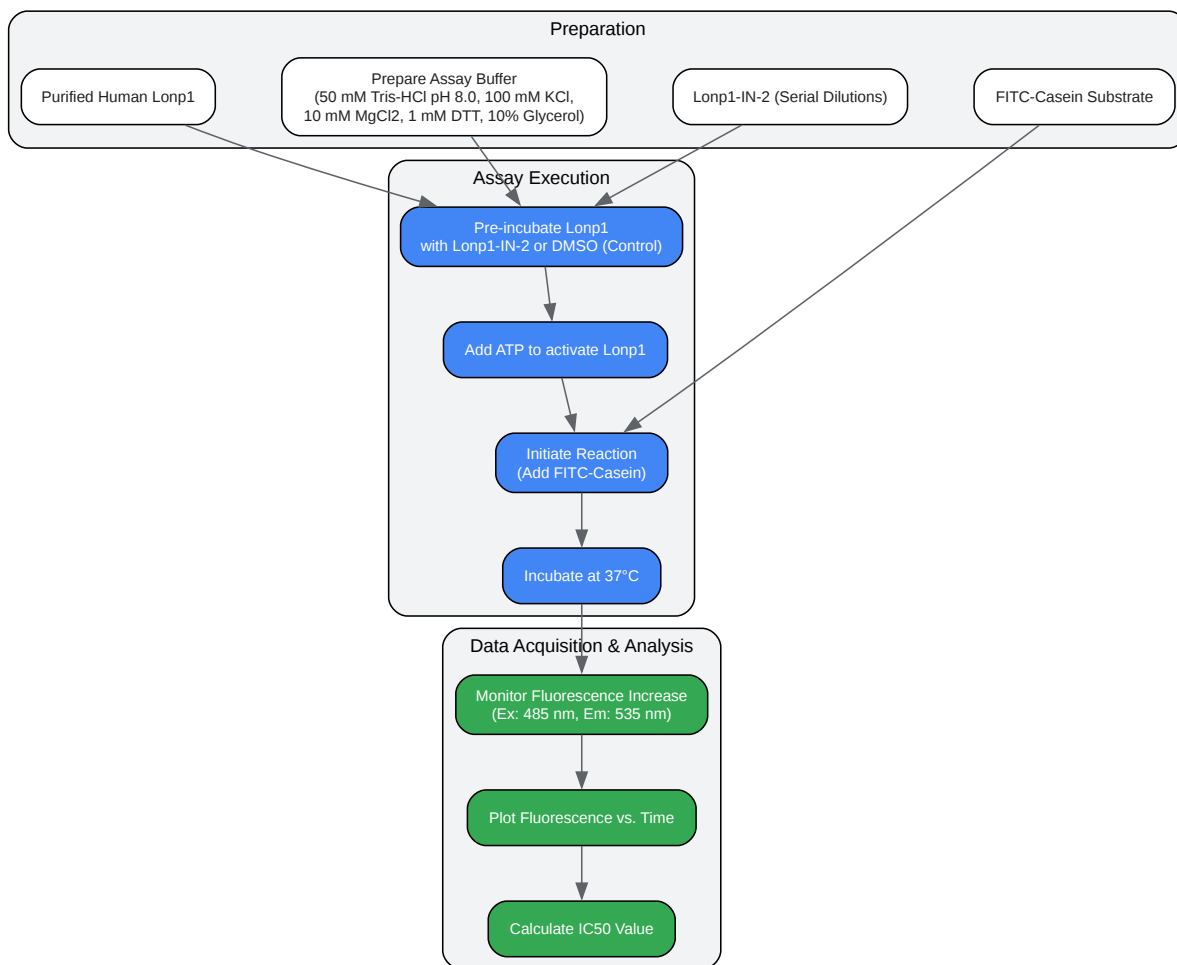 Preparation
Purified Human Lonp1
Prepare Assay Buffer
(50 mM Tris-HCl pH 8.0, 100 mM KCl,
10 mM MgCl2, 1 mM DTT, 10% Glycerol)
Lonp1-IN-2 (Serial Dilutions)
FITC-Casein Substrate
Assay Execution
Pre-incubate Lonp1
with Lonp1-IN-2 or DMSO (Control)
Add ATP to activate Lonp1
Initiate Reaction
(Add FITC-Casein)
Incubate at 37°C
Data Acquisition & Analysis
Monitor Fluorescence Increase
(Ex: 485 nm, Em: 535 nm)
Plot Fluorescence vs. Time
Calculate IC50 Value